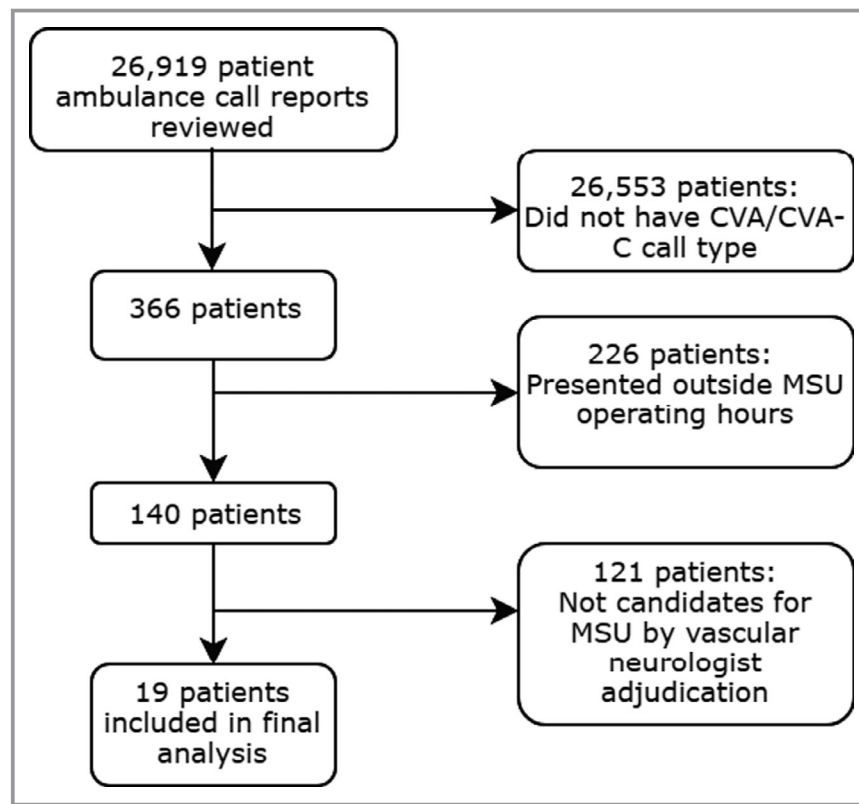 26,919 patient
ambulance call reports
reviewed
26,553 patients:
Did not have CVA/CVA-
C call type
366 patients
226 patients:
Presented outside MSU
operating hours
140 patients
121 patients:
Not candidates for
MSU by vascular
neurologist
adjudication
19 patients
included in final
analysis